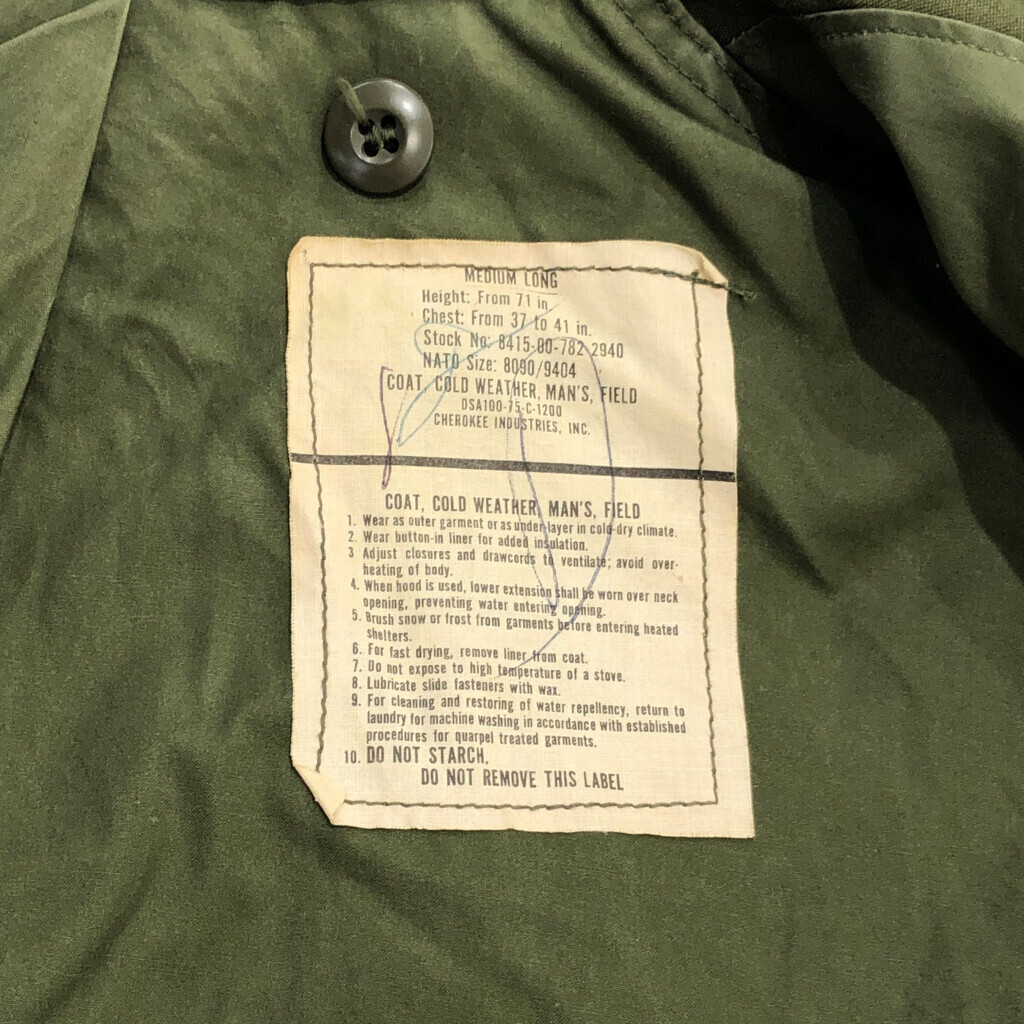 MEDIUM LONG
Height: From 71 in.
Chest: From 37 to 41 in.
Stock No: 8415-00-782 2940
NATO Size: 8090/9404
COAT, COLD WEATHER, MAN'S, FIELD
DSA100-75-C-1200
CHEROKEE INDUSTRIES, INC.
COAT, COLD WEATHER, MAN'S, FIELD
1. Wear as outer garment or as under layer in cold-dry climate.
2. Wear button-in liner for added insulation.
3 Adjust closures and drawcords to ventilate; avoid over-
heating of body.
4. When hood is used, lower extension shall be worn over neck
opening, preventing water entering opening.
5. Brush snow or frost from garments before entering heated
shelters.
6. For fast drying, remove liner from coat.
7. Do not expose to high temperature of a stove.
8. Lubricate slide fasteners with wax.
9. For cleaning and restoring of water repellency, return to
laundry for machine washing in accordance with established
procedures for quarpel treated garments.
10. DO NOT STARCH.
DO NOT REMOVE THIS LABEL